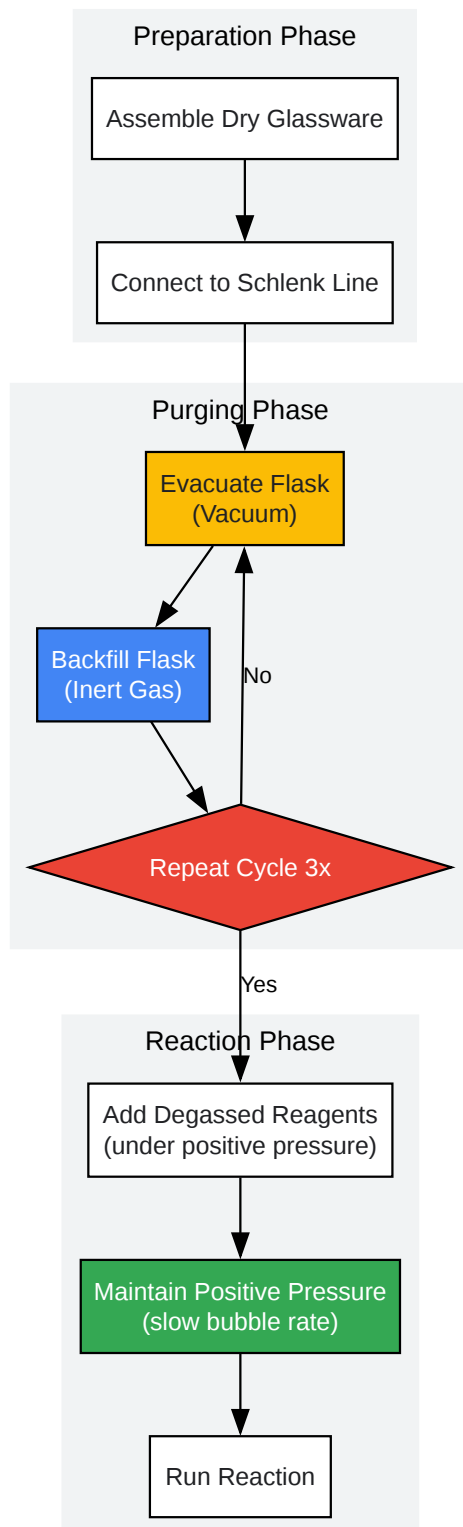 Preparation Phase
Assemble Dry Glassware
Connect to Schlenk Line
Purging Phase
Evacuate Flask
(Vacuum)
Backfill Flask
(Inert Gas)
No
Repeat Cycle 3x
Yes
Reaction Phase
Add Degassed Reagents
(under positive pressure)
Maintain Positive Pressure
(slow bubble rate)
Run Reaction